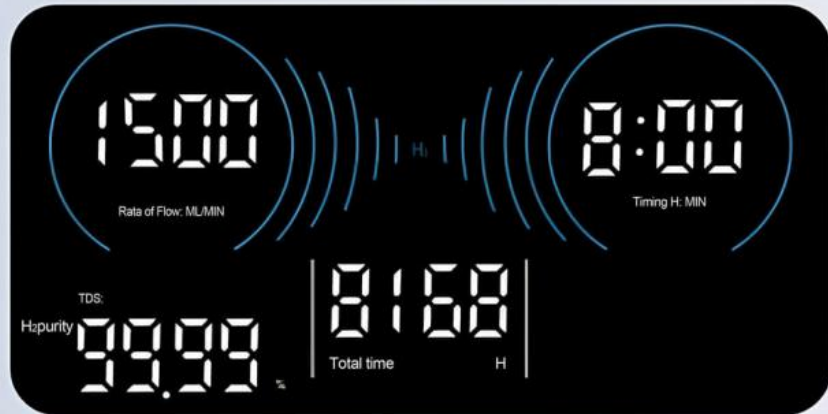 1500
Rata of Flow: ML/MIN
H₂
8:00
Timing H: MIN
TDS:
H₂purity 99.99 %
8168
Total time H